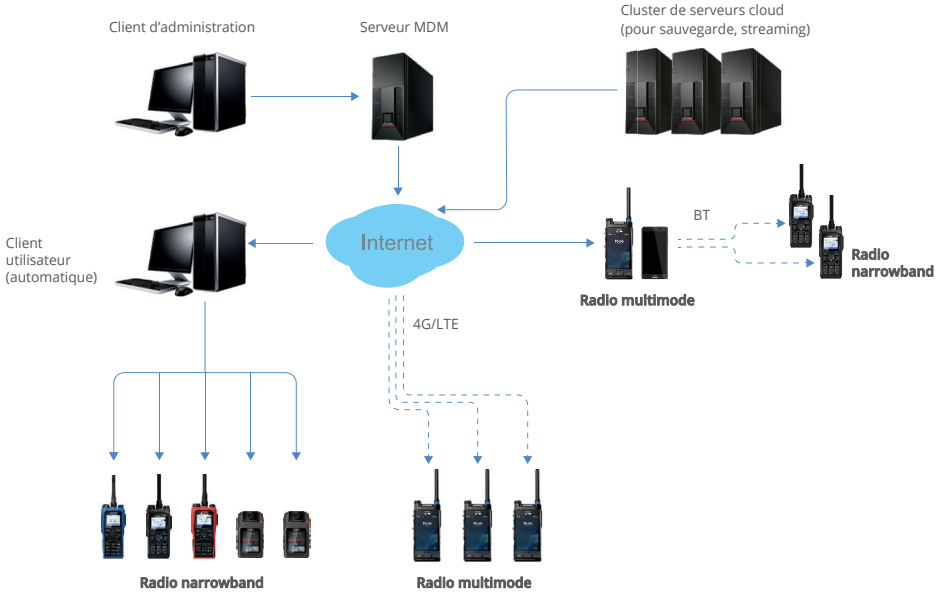 Client d'administration
Serveur MDM
Cluster de serveurs cloud
(pour sauvegarde, streaming)
Client
utilisateur
(automatique)
Internet
BT
Radio
narrowband
Radio multimode
4G/LTE
Radio narrowband
Radio multimode